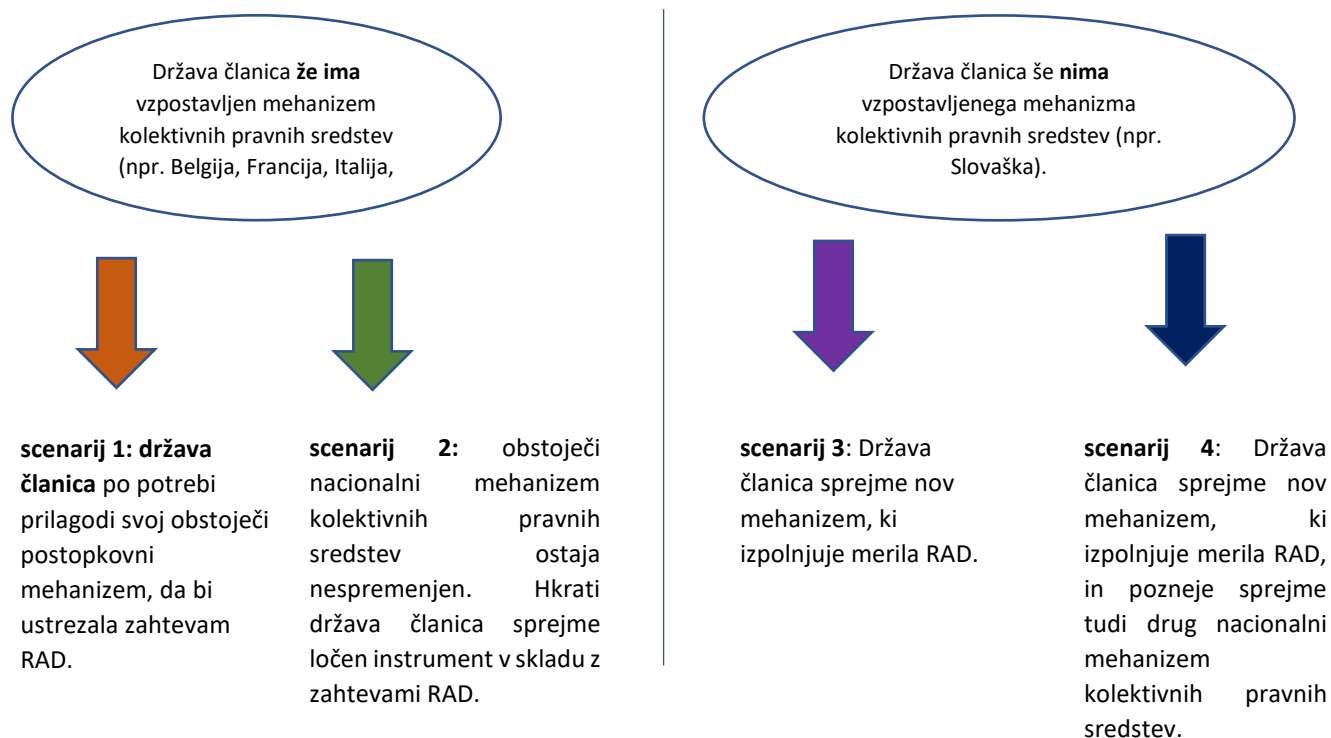 Država članica že ima
vzpostavljen mehanizem
kolektivnih pravnih sredstev
(npr. Belgija, Francija, Italija,
Država članica še nima
vzpostavljenega mehanizma
kolektivnih pravnih sredstev (npr.
Slovaška).
scenarij 1: država
članica po potrebi
prilagodi svoj obstoječi
postopkovni
mehanizem, da bi
ustrezala zahtevam
RAD.
scenarij 2: obstoječi
nacionalni mehanizem
kolektivnih pravnih
sredstev ostaja
nespremenjen. Hkrati
država članica sprejme
ločen instrument v skladu z
zahtevami RAD.
scenarij 3: Država
članica sprejme nov
mehanizem, ki
izpolnjuje merila RAD.
scenarij 4: Država
članica sprejme nov
mehanizem, ki
izpolnjuje merila RAD,
in pozneje sprejme
tudi drug nacionalni
mehanizem
kolektivnih pravnih
sredstev.